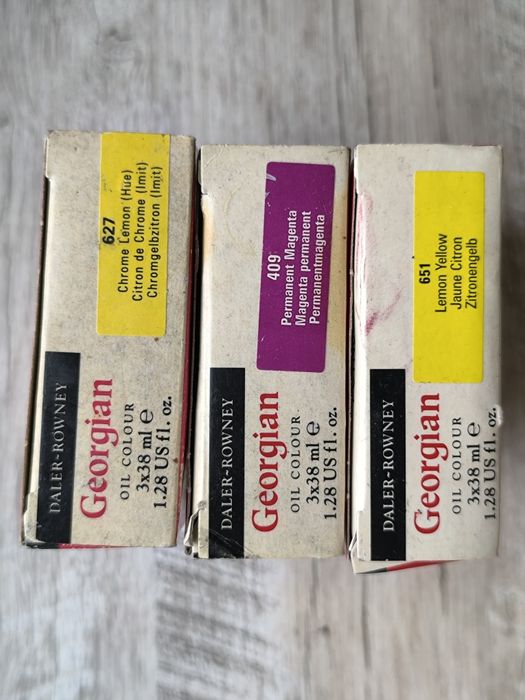 627
Chrome Lemon (Hue)
Citron de Chrome (Imit)
Chromgelbzitron (Imit)
DALER-ROWNEY
Georgian
OIL COLOUR
3x38 ml ℮
1.28 US fl. oz.
409
Permanent Magenta
Magenta permanent
Permanentmagenta
DALER-ROWNEY
Georgian
OIL COLOUR
3x38 ml ℮
1.28 US fl. oz.
651
Lemon Yellow
Jaune Citron
Zitronengelb
DALER-ROWNEY
Georgian
OIL COLOUR
3x38 ml ℮
1.28 US fl. oz.